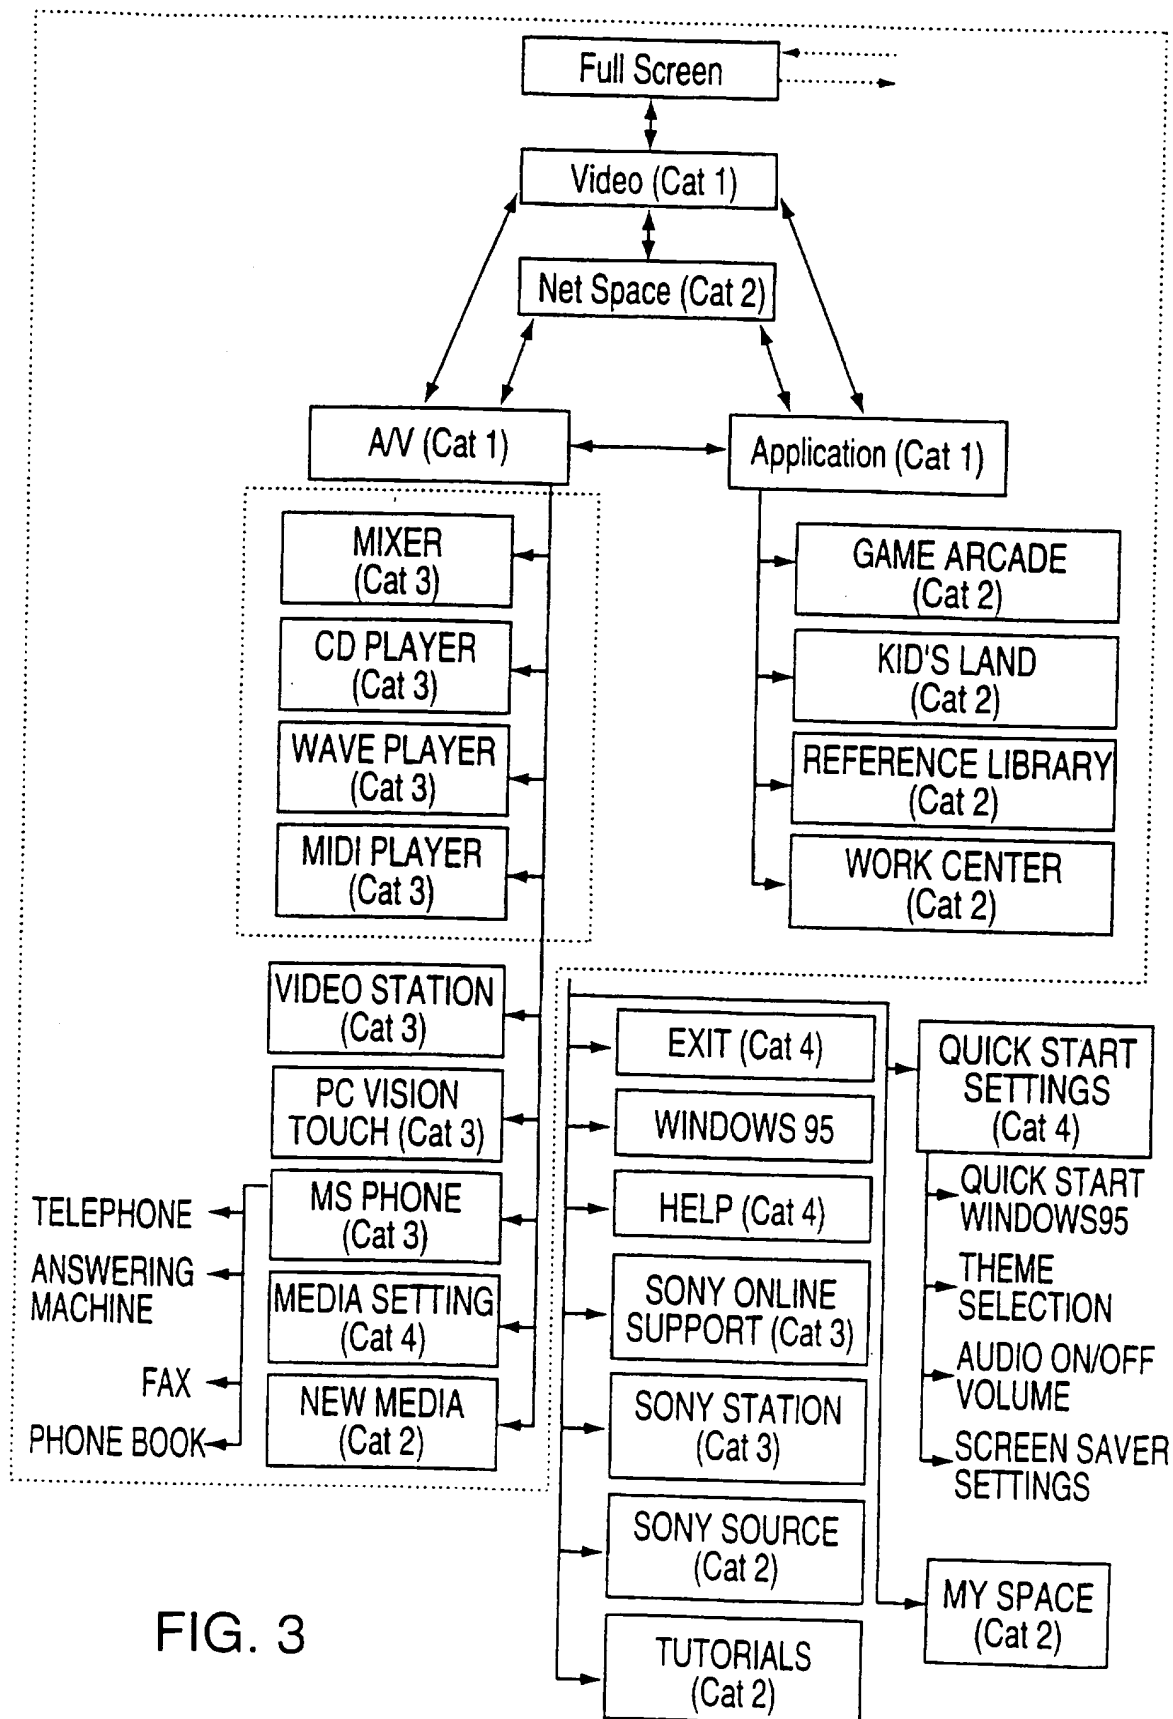 Full Screen
Video (Cat 1)
Net Space (Cat 2)
A/V (Cat 1)
Application (Cat 1)
MIXER
(Cat 3)
CD PLAYER
(Cat 3)
WAVE PLAYER
(Cat 3)
MIDI PLAYER
(Cat 3)
GAME ARCADE
(Cat 2)
KID'S LAND
(Cat 2)
REFERENCE LIBRARY
(Cat 2)
WORK CENTER
(Cat 2)
VIDEO STATION
(Cat 3)
PC VISION
TOUCH (Cat 3)
MS PHONE
(Cat 3)
MEDIA SETTING
(Cat 4)
NEW MEDIA
(Cat 2)
TELEPHONE
ANSWERING
MACHINE
FAX
PHONE BOOK
EXIT (Cat 4)
WINDOWS 95
HELP (Cat 4)
SONY ONLINE
SUPPORT (Cat 3)
SONY STATION
(Cat 3)
SONY SOURCE
(Cat 2)
TUTORIALS
(Cat 2)
QUICK START
SETTINGS
(Cat 4)
QUICK START
WINDOWS95
THEME
SELECTION
AUDIO ON/OFF
VOLUME
SCREEN SAVER
SETTINGS
MY SPACE
(Cat 2)
FIG. 3